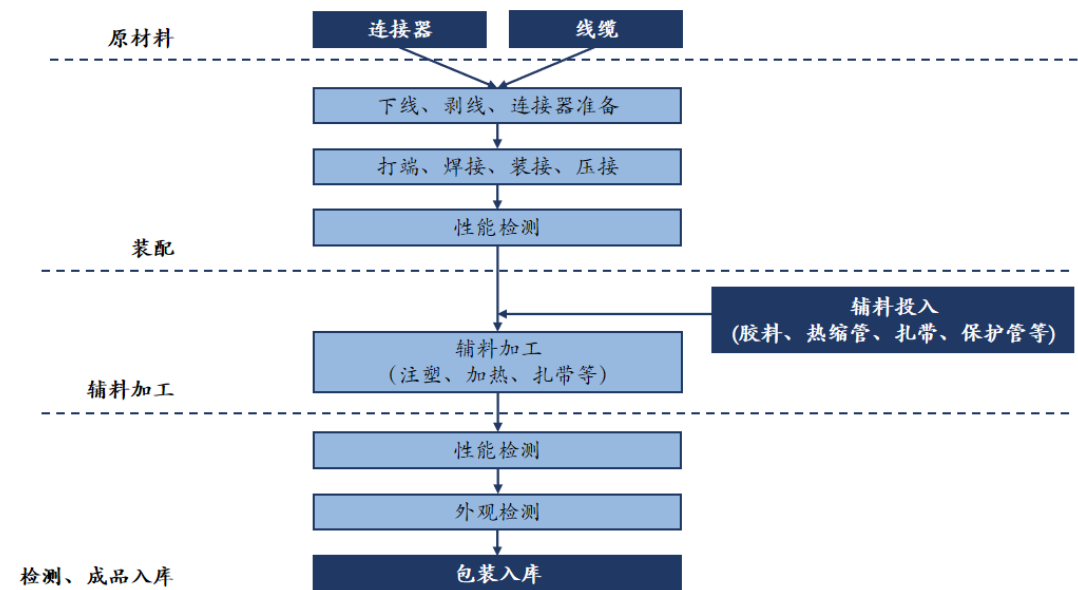 连接器
线缆
原材料
下线、剥线、连接器准备
打端、焊接、装接、压接
性能检测
装配
辅料投入
(胶料、热缩管、扎带、保护管等)
辅料加工
（注塑、加热、扎带等）
辅料加工
性能检测
外观检测
包装入库
检测、成品入库